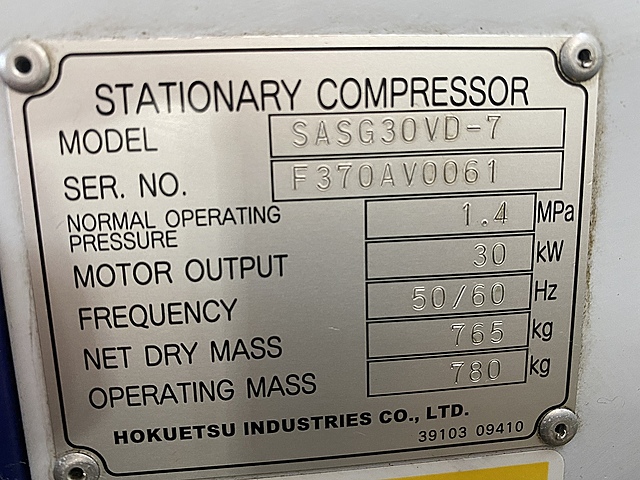 STATIONARY COMPRESSOR
MODEL SASG30VD-7
SER. NO. F370AV0061
NORMAL OPERATING
PRESSURE 1.4 MPa
MOTOR OUTPUT 30 kW
FREQUENCY 50/60 Hz
NET DRY MASS 765 kg
OPERATING MASS 780 kg
HOKUETSU INDUSTRIES CO., LTD.
39103 09410